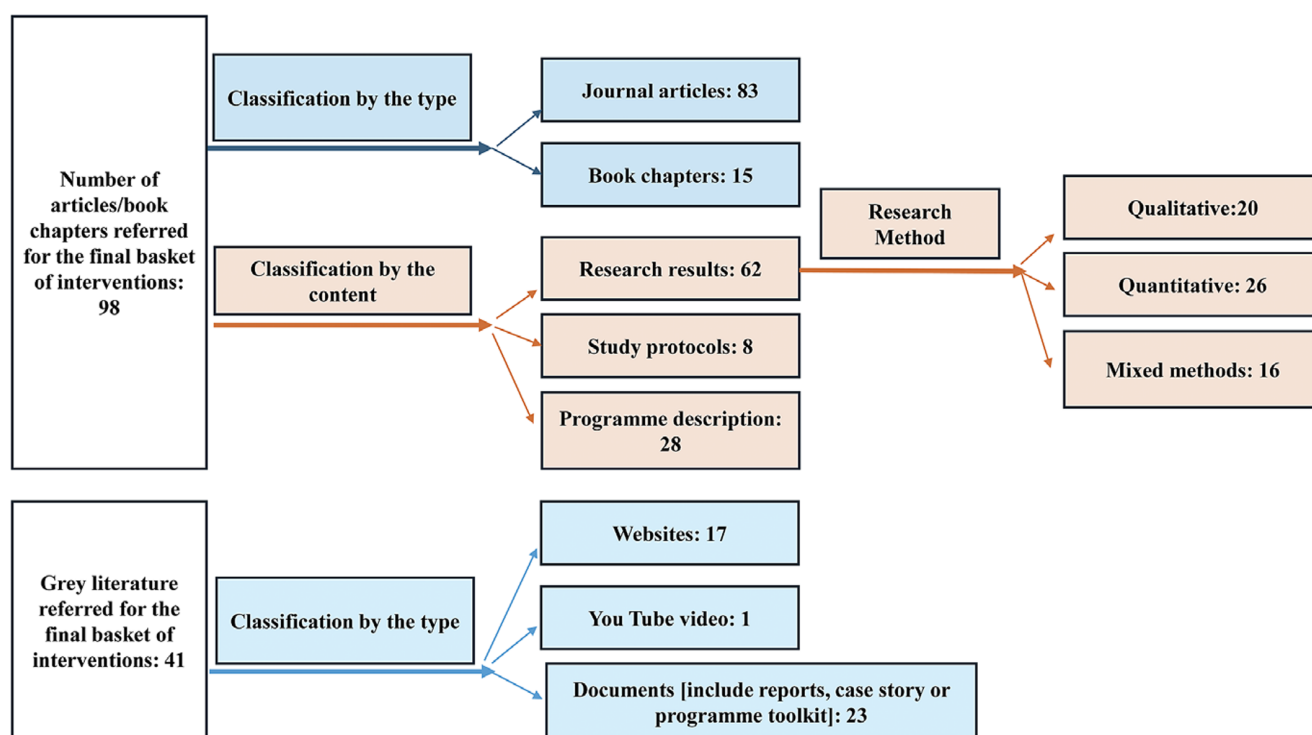 Number of
articles/book
chapters referred
for the final basket
of interventions:
98
Classification by the type
Journal articles: 83
Book chapters: 15
Classification by the
content
Research results: 62
Study protocols: 8
Programme description:
28
Research
Method
Qualitative:20
Quantitative: 26
Mixed methods: 16
Grey literature
referred for the
final basket of
interventions: 41
Classification by the type
Websites: 17
You Tube video: 1
Documents [include reports, case story or
programme toolkit]: 23